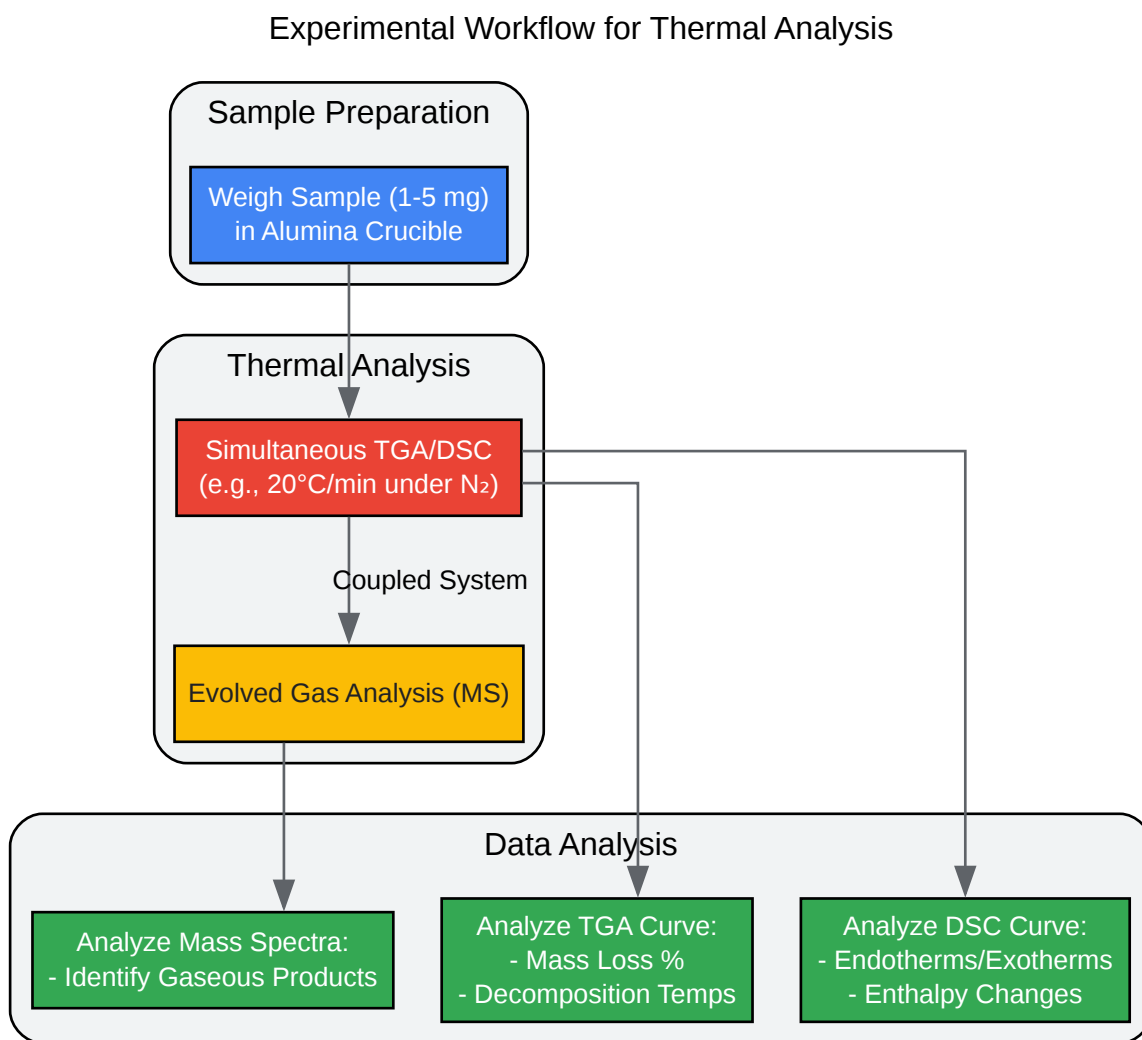 Experimental Workflow for Thermal Analysis
Sample Preparation
Weigh Sample (1-5 mg)
in Alumina Crucible
Thermal Analysis
Simultaneous TGA/DSC
(e.g., 20°C/min under N₂)
Coupled System
Evolved Gas Analysis (MS)
Data Analysis
Analyze Mass Spectra:
- Identify Gaseous Products
Analyze TGA Curve:
- Mass Loss %
- Decomposition Temps
Analyze DSC Curve:
- Endotherms/Exotherms
- Enthalpy Changes